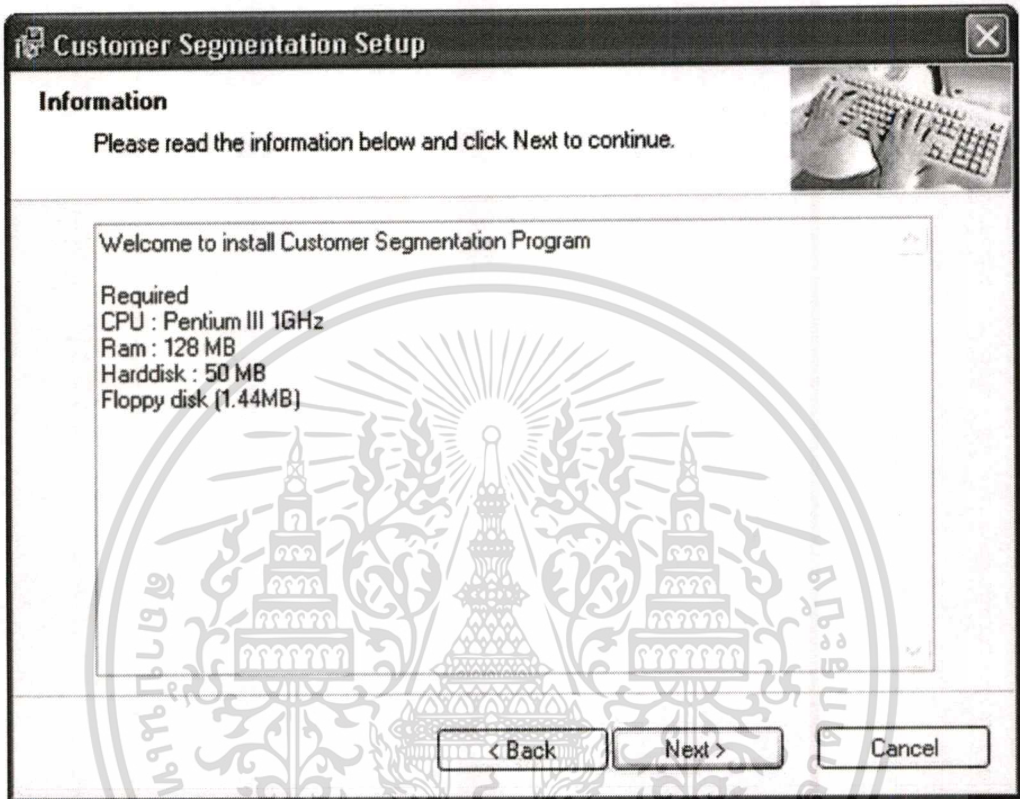 Customer Segmentation Setup
Information
Please read the information below and click Next to continue.
Welcome to install Customer Segmentation Program
Required
CPU : Pentium III 1GHz
Ram : 128 MB
Harddisk : 50 MB
Floppy disk (1.44MB)
< Back
Next >
Cancel